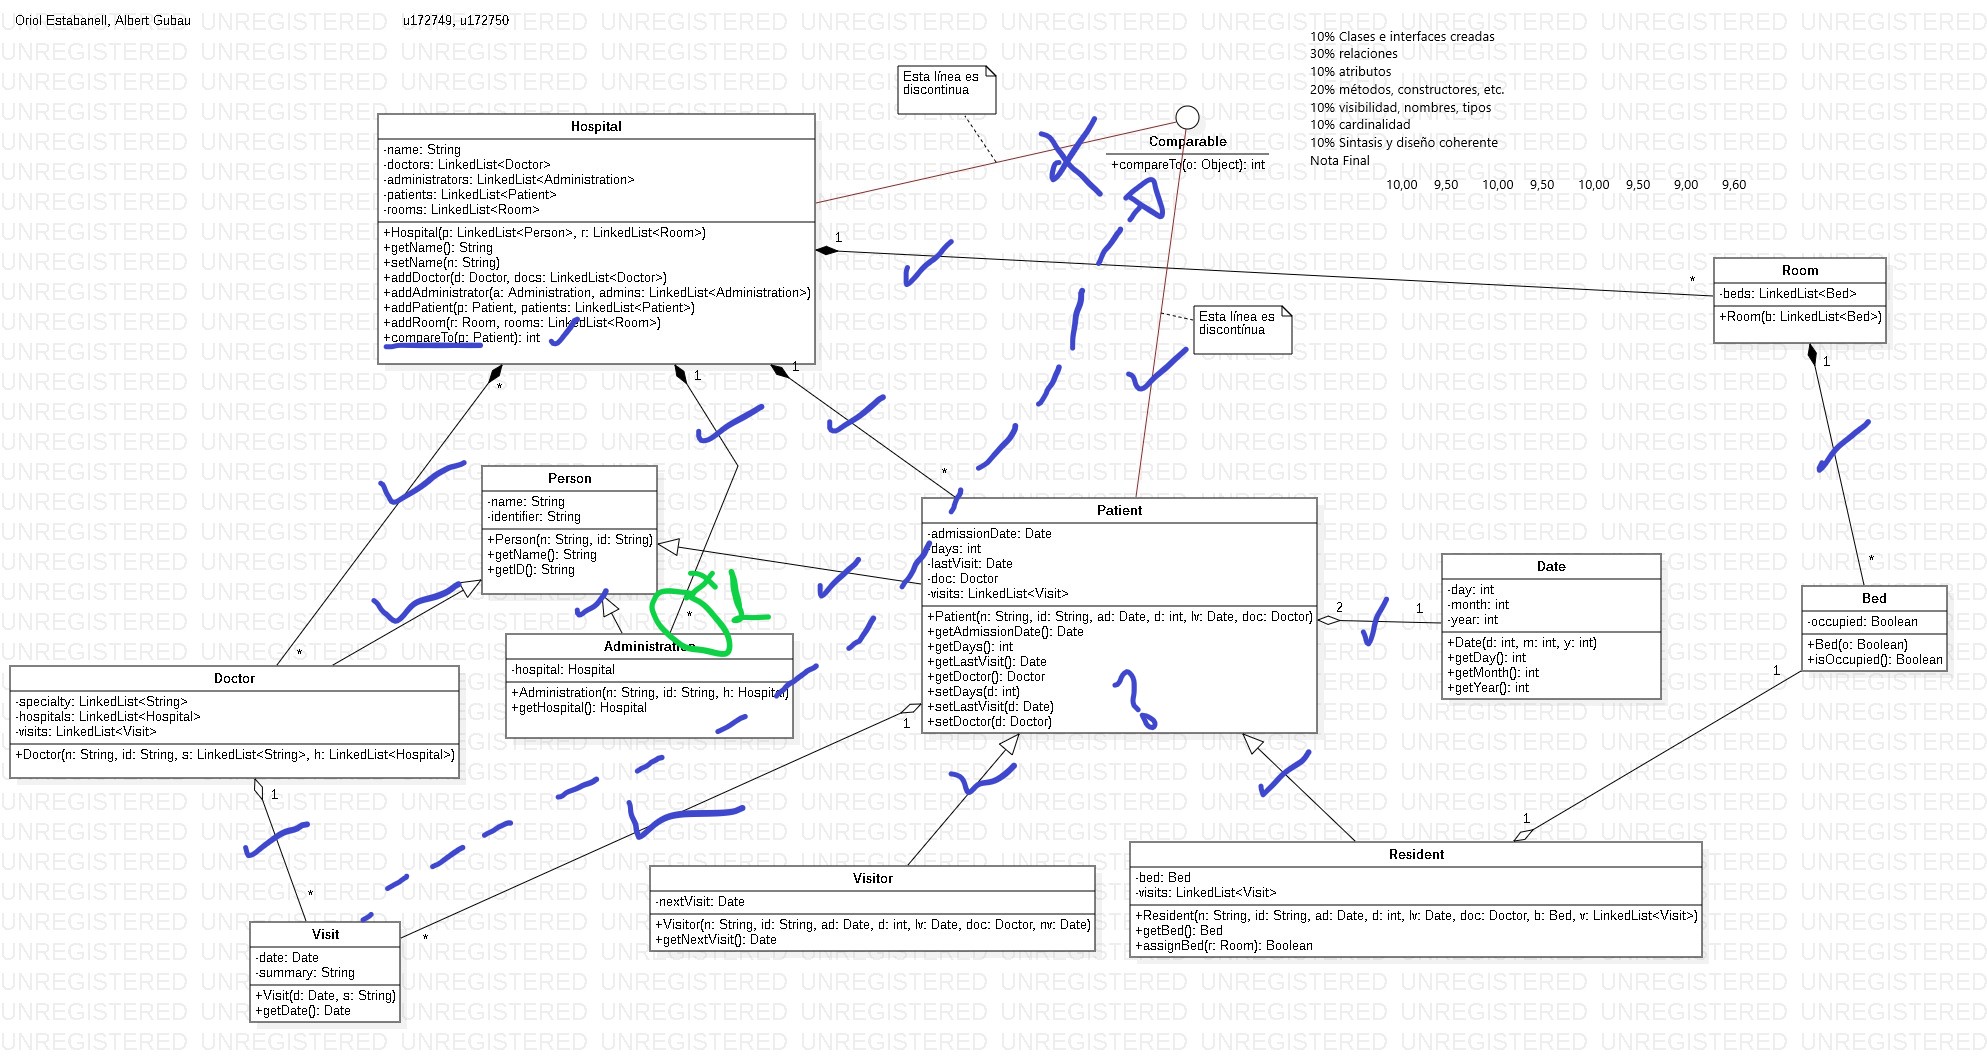 Oriol Estabanell, Albert Gubau
u172749, u172750
10% Clases e interfaces creadas
30% relaciones
10% atributos
20% métodos, constructores, etc.
10% visibilidad, nombres, tipos
10% cardinalidad
10% Sintasis y diseño coherente
Nota Final
10,00 9,50 10,00 9,50 10,00 9,50 9,00 9,60
Esta línea es
discontinua
Comparable
+compareTo(o: Object): int
Hospital
-name: String
-doctors: LinkedList<Doctor>
-administrators: LinkedList<Administration>
-patients: LinkedList<Patient>
-rooms: LinkedList<Room>
+Hospital(p: LinkedList<Person>, r: LinkedList<Room>)
+getName(): String
+setName(n: String)
+addDoctor(d: Doctor, docs: LinkedList<Doctor>)
+addAdministrator(a: Administration, admins: LinkedList<Administration>)
+addPatient(p: Patient, patients: LinkedList<Patient>)
+addRoom(r: Room, rooms: LinkedList<Room>)
+compareTo(p: Patient): int
1
*
Room
-beds: LinkedList<Bed>
+Room(b: LinkedList<Bed>)
Esta línea es
discontínua
*
1
1
1
*
*
Person
-name: String
-identifier: String
+Person(n: String, id: String)
+getName(): String
+getID(): String
Patient
-admissionDate: Date
-days: int
-lastVisit: Date
-doc: Doctor
-visits: LinkedList<Visit>
+Patient(n: String, id: String, ad: Date, d: int, lv: Date, doc: Doctor)
+getAdmissionDate(): Date
+getDays(): int
+getLastVisit(): Date
+getDoctor(): Doctor
+setDays(d: int)
+setLastVisit(d: Date)
+setDoctor(d: Doctor)
?
2
1
Date
-day: int
-month: int
-year: int
+Date(d: int, m: int, y: int)
+getDay(): int
+getMonth(): int
+getYear(): int
Bed
-occupied: Boolean
+Bed(o: Boolean)
+isOccupied(): Boolean
1
*
*
Administration
-hospital: Hospital
+Administration(n: String, id: String, h: Hospital)
+getHospital(): Hospital
Doctor
-specialty: LinkedList<String>
-hospitals: LinkedList<Hospital>
-visits: LinkedList<Visit>
+Doctor(n: String, id: String, s: LinkedList<String>, h: LinkedList<Hospital>)
1
1
1
*
*
Visit
-date: Date
-summary: String
+Visit(d: Date, s: String)
+getDate(): Date
Visitor
-nextVisit: Date
+Visitor(n: String, id: String, ad: Date, d: int, lv: Date, doc: Doctor, nv: Date)
+getNextVisit(): Date
Resident
-bed: Bed
-visits: LinkedList<Visit>
+Resident(n: String, id: String, ad: Date, d: int, lv: Date, doc: Doctor, b: Bed, v: LinkedList<Visit>)
+getBed(): Bed
+assignBed(r: Room): Boolean
UNREGISTERED